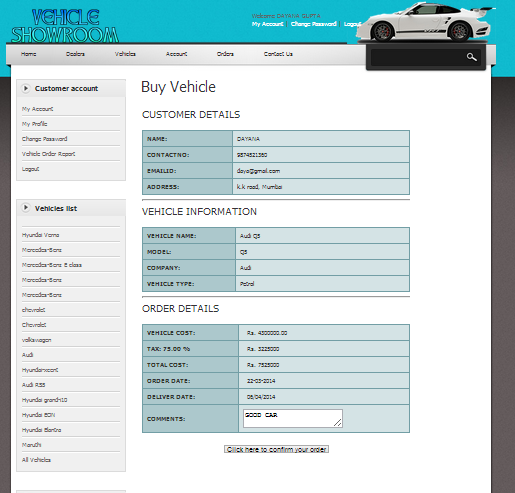 VEHICLE
SHOWROOM
Welcome DAYANA GUPTA
My Account | Change Password | Logout
Home Dealers Vehicles Account Orders Contact Us
Customer account
My Account
My Profile
Change Password
Vehicle Order Report
Logout
Vehicles list
Hyundai Verna
Mercedes-Benz
Mercedes-Benz E class
Mercedes-Benz
Mercedes-Benz
chevrolet
Chevrolet
volkswagon
Audi
Hyundai-xcent
Audi RS5
Hyundai grand-i10
Hyundai EON
Hyundai Elantra
Maruthi
All Vehicles
Buy Vehicle
CUSTOMER DETAILS
NAME: DAYANA
CONTACTNO: 9874521360
EMAILID: daya@gmail.com
ADDRESS: k.k road, Mumbai
VEHICLE INFORMATION
VEHICLE NAME: Audi Q5
MODEL: Q5
COMPANY: Audi
VEHICLE TYPE: Petrol
ORDER DETAILS
VEHICLE COST: Rs. 4300000.00
TAX: 75.00 % Rs. 3225000
TOTAL COST: Rs. 7525000
ORDER DATE: 22-03-2014
DELIVER DATE: 05/04/2014
COMMENTS: GOOD CAR
Click here to confirm your order